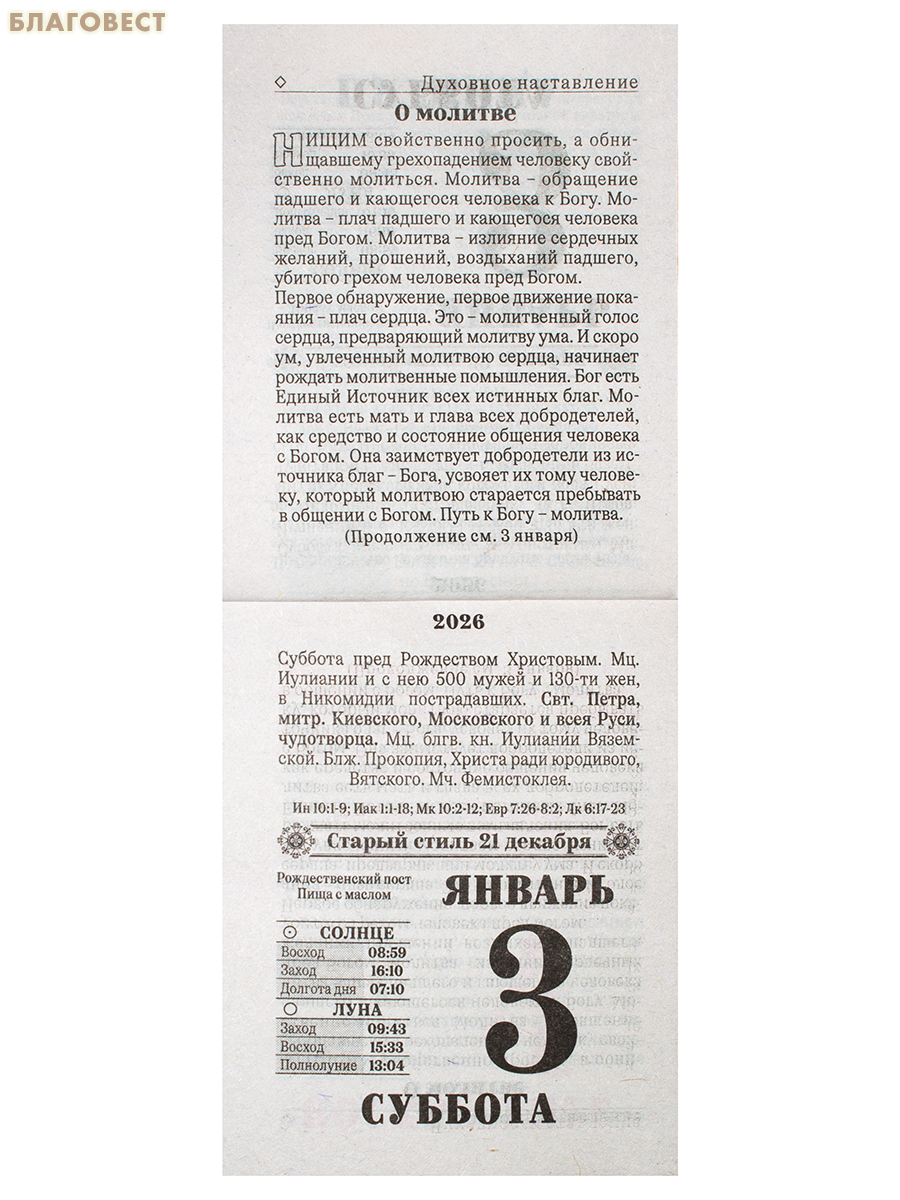 БЛАГОВЕСТ
Духовное наставление
О молитве
НИЩИМ свойственно просить, а обни-
щавшему грехопадением человеку свой-
ственно молиться. Молитва – обращение
падшего и кающегося человека к Богу. Мо-
литва – плач падшего и кающегося человека
пред Богом. Молитва – излияние сердечных
желаний, прошений, воздыханий падшего,
убитого грехом человека пред Богом.
Первое обнаружение, первое движение пока-
яния – плач сердца. Это – молитвенный голос
сердца, предваряющий молитву ума. И скоро
ум, увлеченный молитвою сердца, начинает
рождать молитвенные помышления. Бог есть
Единый Источник всех истинных благ. Мо-
литва есть мать и глава всех добродетелей,
как средство и состояние общения человека
с Богом. Она заимствует добродетели из ис-
точника благ – Бога, усвояет их тому челове-
ку, который молитвою старается пребывать
в общении с Богом. Путь к Богу – молитва.
(Продолжение см. 3 января)
2026
Суббота пред Рождеством Христовым. Мц.
Иулиании и с нею 500 мужей и 130-ти жен,
в Никомидии пострадавших. Свт. Петра,
митр. Киевского, Московского и всея Руси,
чудотворца. Мц. блгв. кн. Иулиании Вязем-
ской. Блж. Прокопия, Христа ради юродивого,
Вятского. Мч. Фемистоклея.
Ин 10:1-9; Иак 1:1-18; Мк 10:2-12; Евр 7:26-8:2; Лк 6:17-23
Старый стиль 21 декабря
Рождественский пост
Пища с маслом
СОЛНЦЕ
Восход 08:59
Заход 16:10
Долгота дня 07:10
ЛУНА
Заход 09:43
Восход 15:33
Полнолуние 13:04
ЯНВАРЬ
3
СУББОТА